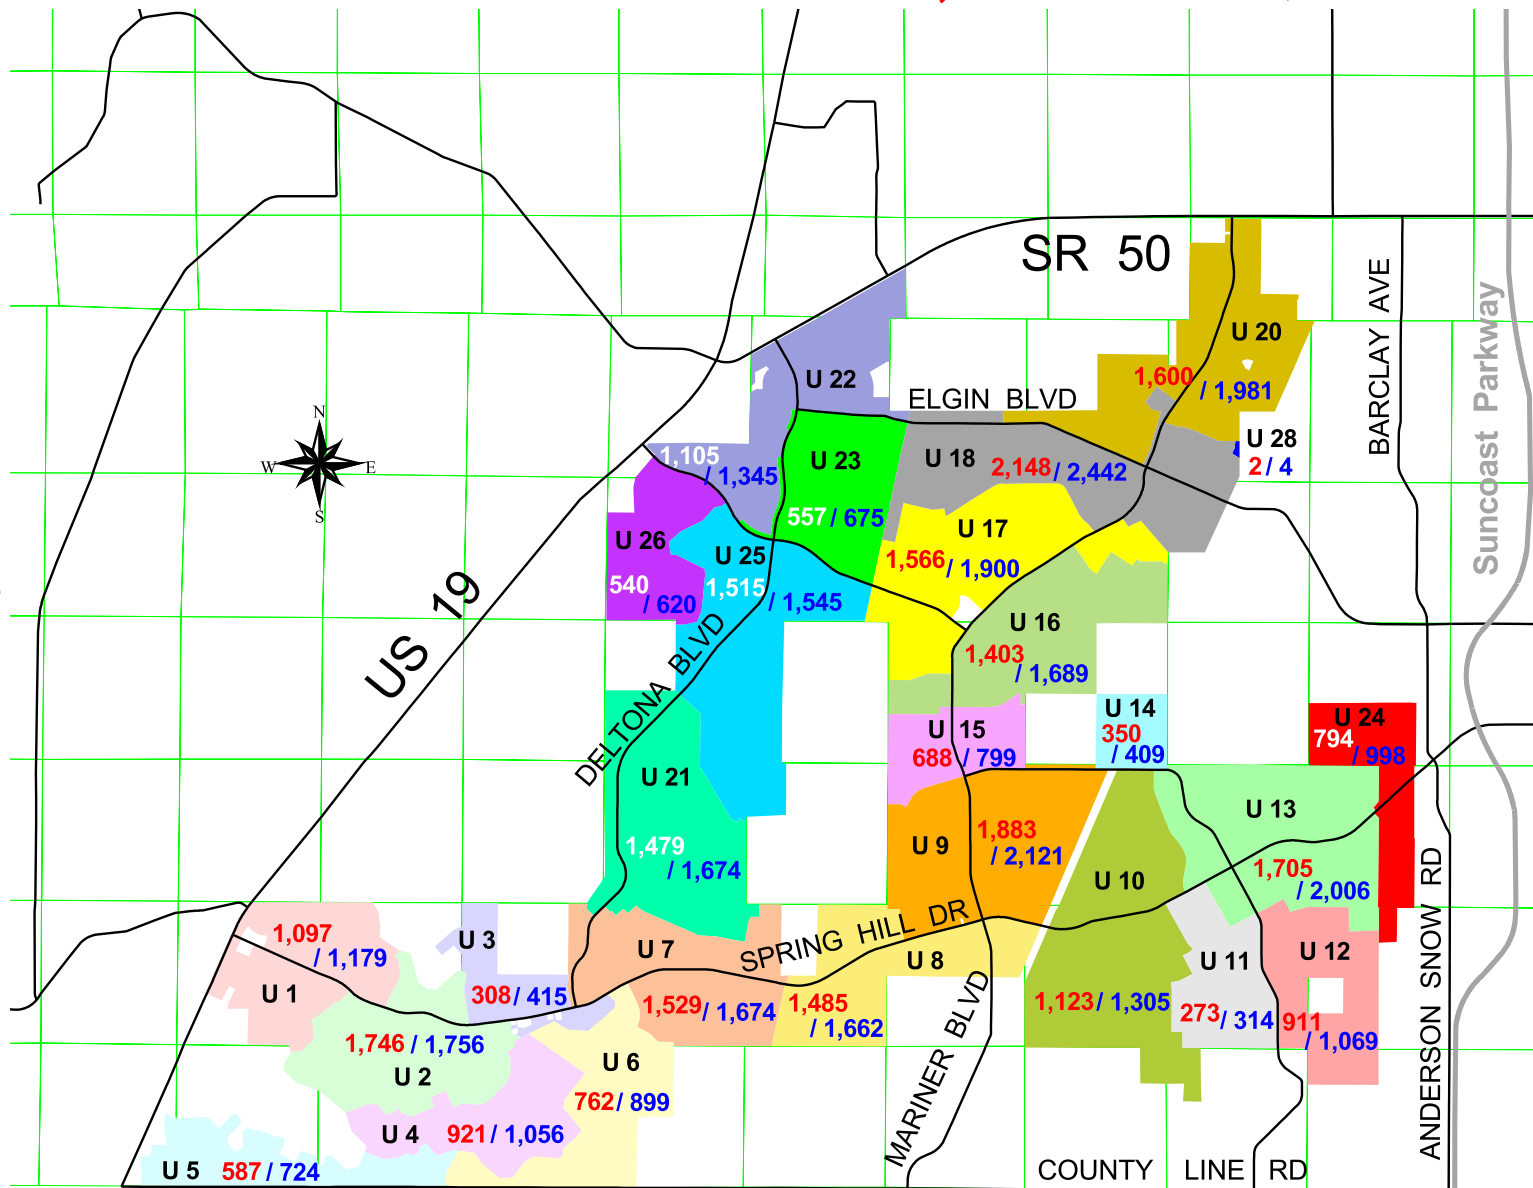 SR 50
BARCLAY AVE
Suncoast Parkway
U 20
1,600 / 1,981
U 22
ELGIN BLVD
N
W E
S
1,105 / 1,345
U 23
557 / 675
U 18
2,148 / 2,442
U 28
2 / 4
U 26
540 / 620
U 25
1,515 / 1,545
U 17
1,566 / 1,900
US 19
DELTONA BLVD
U 16
1,403 / 1,689
U 15
688 / 799
U 14
350 / 409
U 24
794 / 998
U 21
1,479 / 1,674
U 9
1,883 / 2,121
U 10
1,123 / 1,305
U 13
1,705 / 2,006
1,097 / 1,179
U 1
U 3
308 / 415
U 7
1,529 / 1,674
SPRING HILL DR
U 8
1,485 / 1,662
U 11
273 / 314
U 12
911 / 1,069
ANDERSON SNOW RD
1,746 / 1,756
U 2
U 6
762 / 899
MARINER BLVD
U 4 921 / 1,056
U 5 587 / 724
COUNTY LINE RD